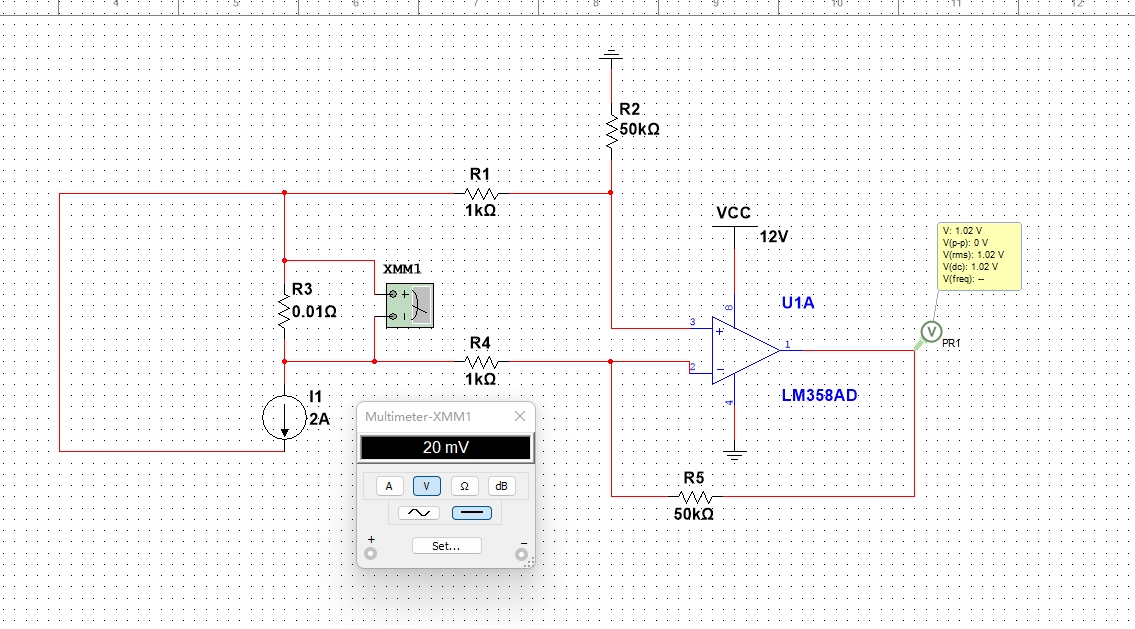 4 5 6 7 8 9 10 11 12
R2
50kΩ
R1
1kΩ
VCC
12V
V: 1.02 V
V(p-p): 0 V
V(rms): 1.02 V
V(dc): 1.02 V
V(freq): --
XMM1
R3
0.01Ω
+
U1A
8
3
+
V
PR1
1
R4
1kΩ
2
4
LM358AD
I1
2A
Multimeter-XMM1
20 mV
A V Ω dB
R5
50kΩ
Set...
+ −